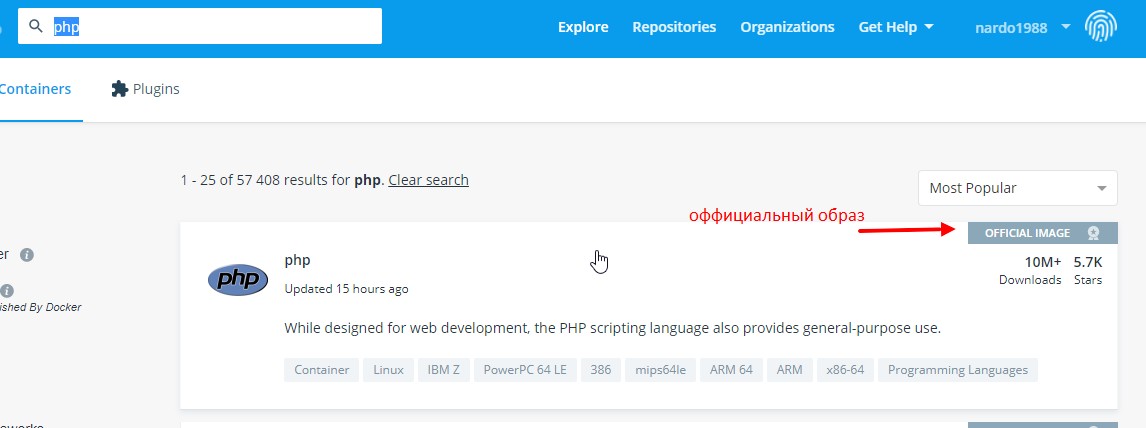 php
Explore
Repositories
Organizations
Get Help
nardo1988
Containers
Plugins
1 - 25 of 57 408 results for php. Clear search
Most Popular
оффициальный образ
OFFICIAL IMAGE
php
php
10M+
5.7K
Downloads
Stars
Updated 15 hours ago
While designed for web development, the PHP scripting language also provides general-purpose use.
Container
Linux
IBM Z
PowerPC 64 LE
386
mips64le
ARM 64
ARM
x86-64
Programming Languages
er
ished By Docker